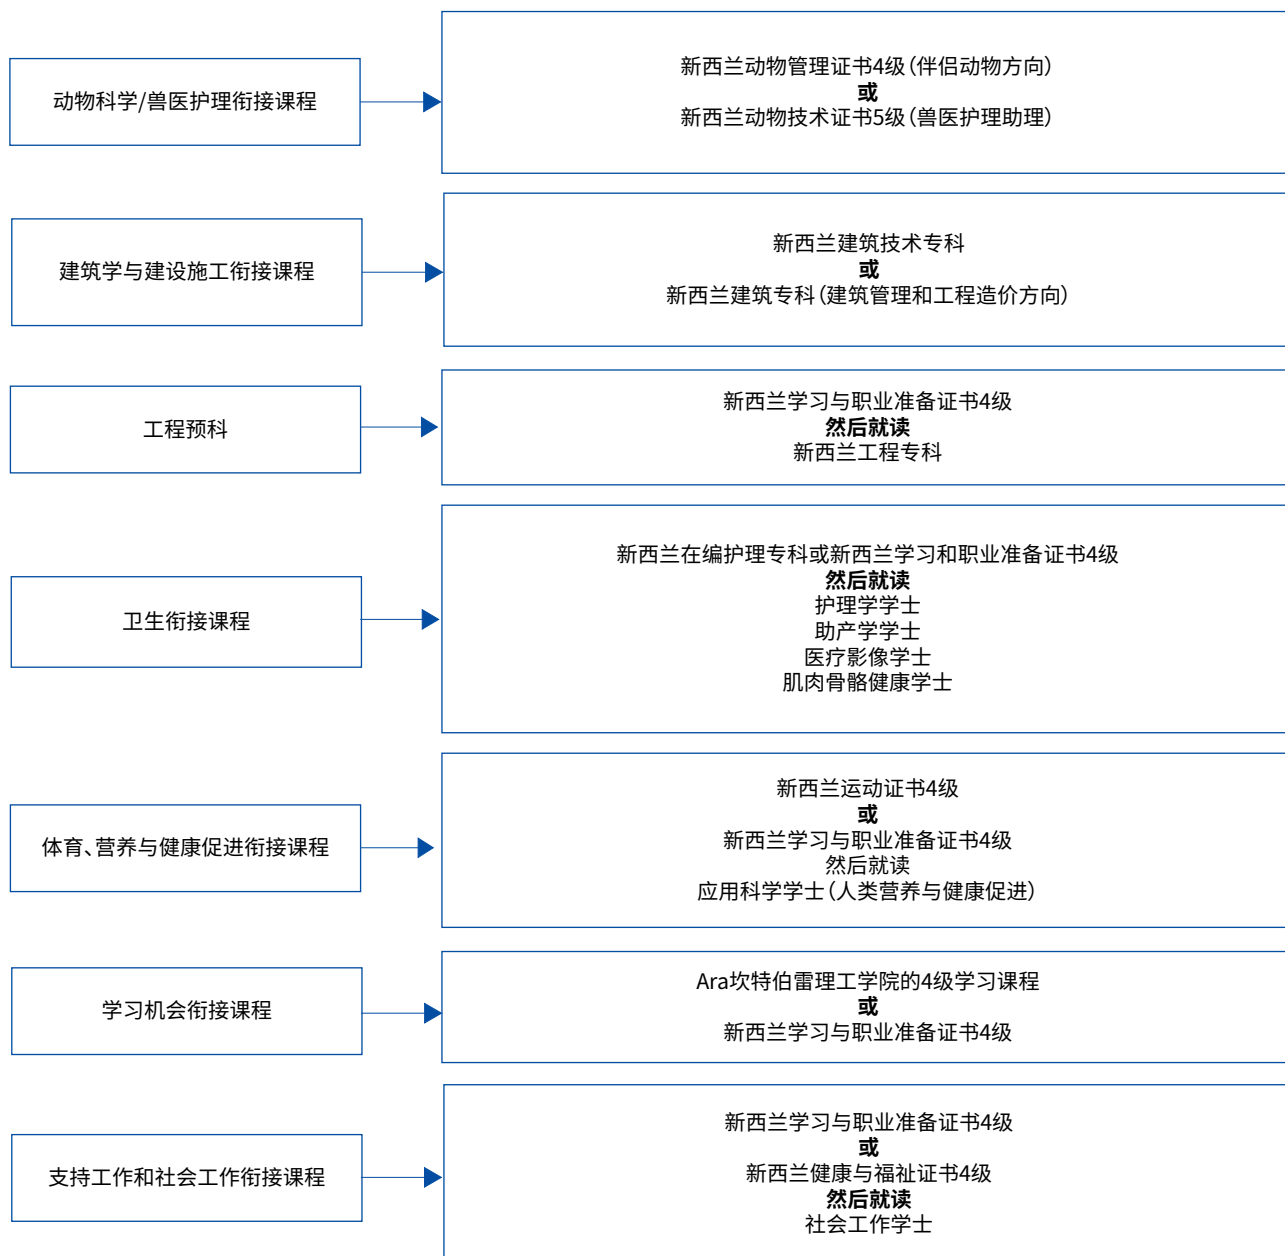 动物科学/兽医护理衔接课程
新西兰动物管理证书4级（伴侣动物方向）
或
新西兰动物技术证书5级（兽医护理助理）
建筑学与建设施工衔接课程
新西兰建筑技术专科
或
新西兰建筑专科（建筑管理和工程造价方向）
工程预科
新西兰学习与职业准备证书4级
然后就读
新西兰工程专科
卫生衔接课程
新西兰在编护理专科或新西兰学习和职业准备证书4级
然后就读
护理学学士
助产学学士
医疗影像学士
肌肉骨骼健康学士
体育、营养与健康促进衔接课程
新西兰运动证书4级
或
新西兰学习与职业准备证书4级
然后就读
应用科学学士（人类营养与健康促进）
学习机会衔接课程
Ara坎特伯雷理工学院的4级学习课程
或
新西兰学习与职业准备证书4级
支持工作和社会工作衔接课程
新西兰学习与职业准备证书4级
或
新西兰健康与福祉证书4级
然后就读
社会工作学士